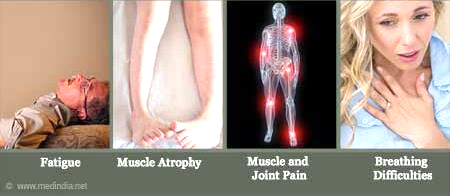 © www.medindia.net
Fatigue
Muscle Atrophy
Muscle and
Joint Pain
Breathing
Difficulties